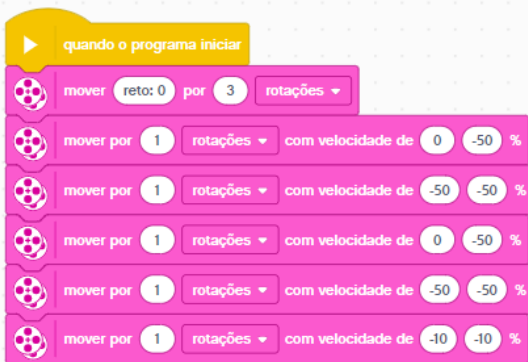 quando o programa iniciar
mover reto: 0 por 3 rotações
mover por 1 rotações com velocidade de 0 -50 %
mover por 1 rotações com velocidade de -50 -50 %
mover por 1 rotações com velocidade de 0 -50 %
mover por 1 rotações com velocidade de -50 -50 %
mover por 1 rotações com velocidade de -10 -10 %